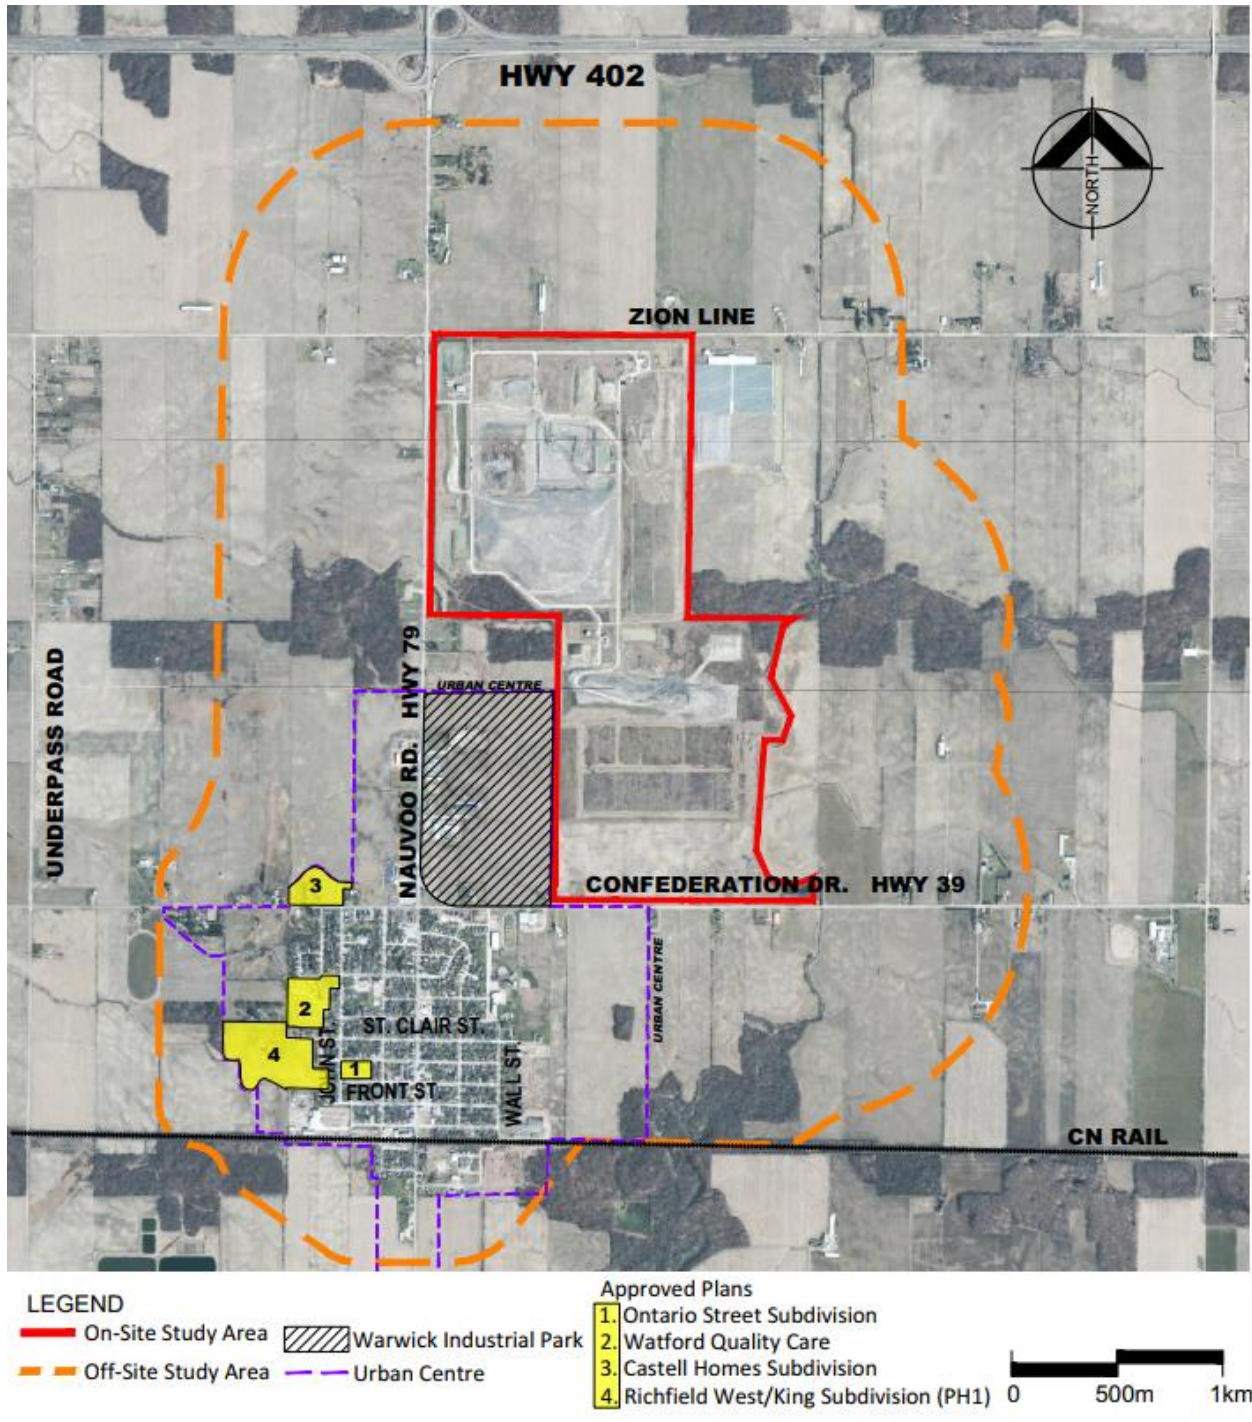 HWY 402
NORTH
ZION LINE
UNDERPASS ROAD
NAUVOO RD. HWY 79
URBAN CENTRE
3
CONFEDERATION DR. HWY 39
URBAN CENTRE
2
ST. CLAIR ST.
JOHN ST.
4
1
FRONT ST.
WALL ST.
CN RAIL
LEGEND
On-Site Study Area
Off-Site Study Area
Warwick Industrial Park
Urban Centre
Approved Plans
1. Ontario Street Subdivision
2. Watford Quality Care
3. Castell Homes Subdivision
4. Richfield West/King Subdivision (PH1)
0 500m 1km